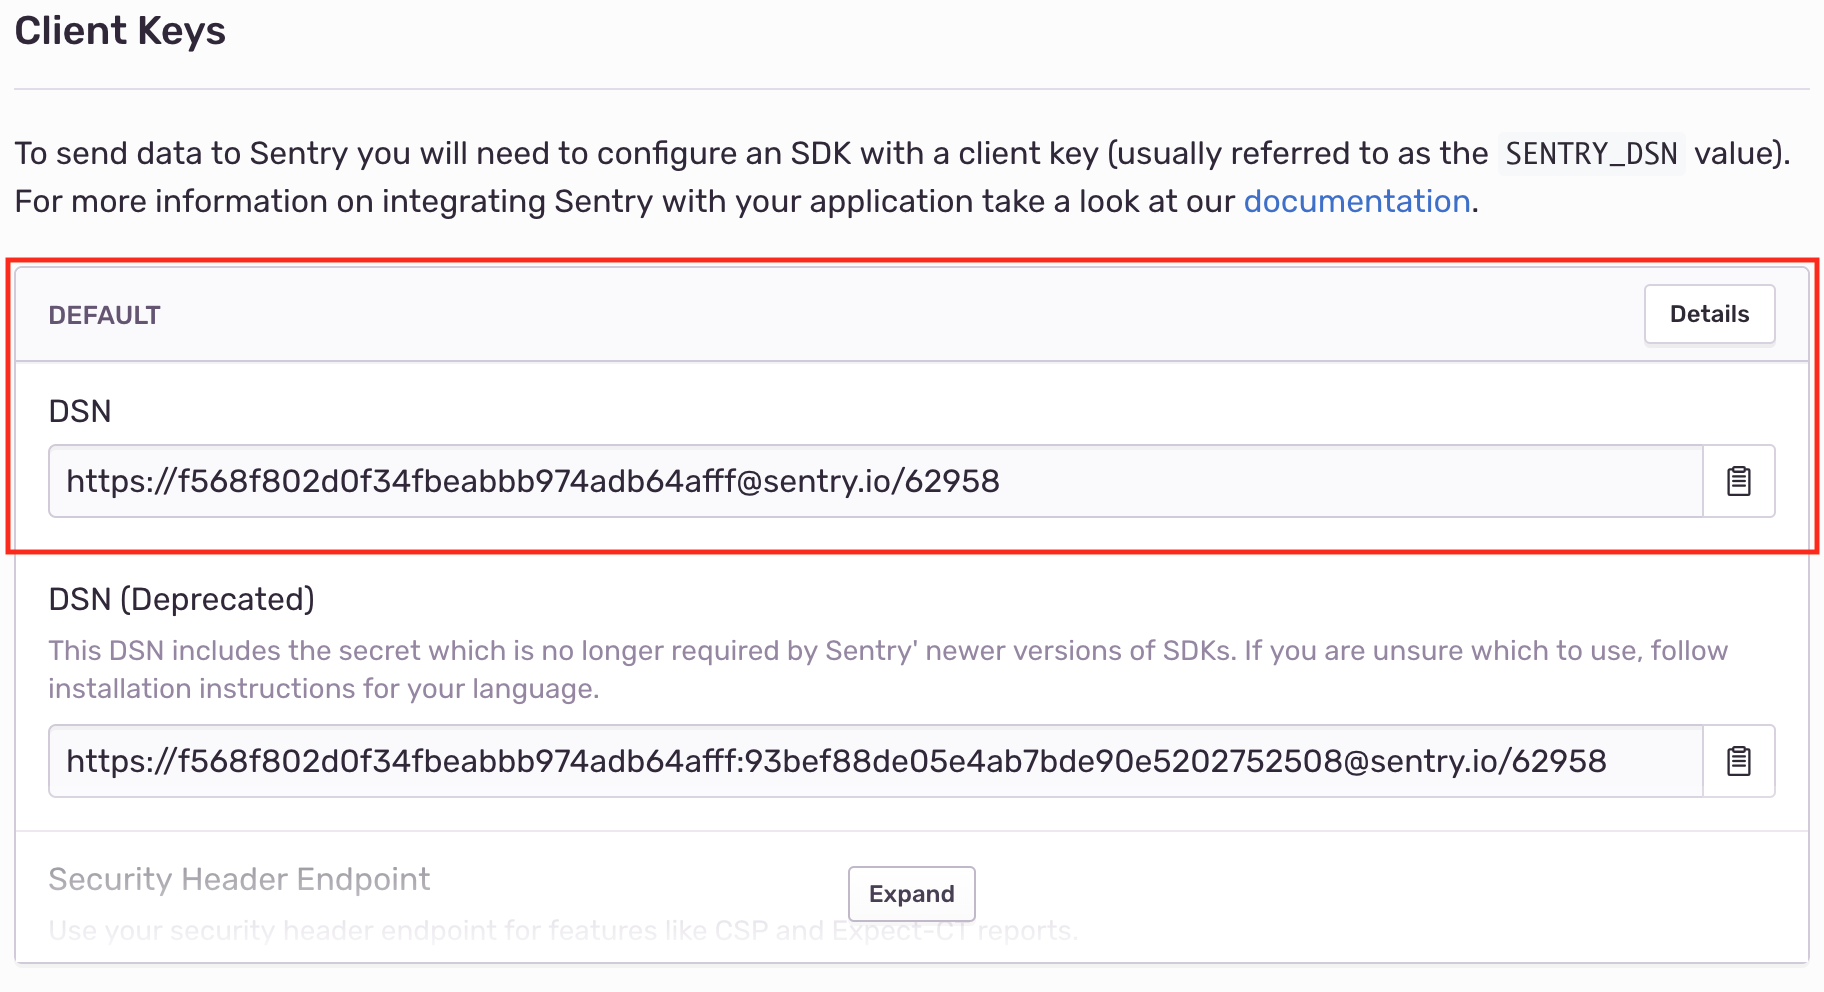 Client Keys
To send data to Sentry you will need to configure an SDK with a client key (usually referred to as the SENTRY_DSN value).
For more information on integrating Sentry with your application take a look at our documentation.
DEFAULT
Details
DSN
https://f568f802d0f34fbeabbb974adb64afff@sentry.io/62958
DSN (Deprecated)
This DSN includes the secret which is no longer required by Sentry' newer versions of SDKs. If you are unsure which to use, follow
installation instructions for your language.
https://f568f802d0f34fbeabbb974adb64afff:93bef88de05e4ab7bde90e5202752508@sentry.io/62958
Security Header Endpoint
Expand
Use your security header endpoint for features like CSP and Expect-CT reports.